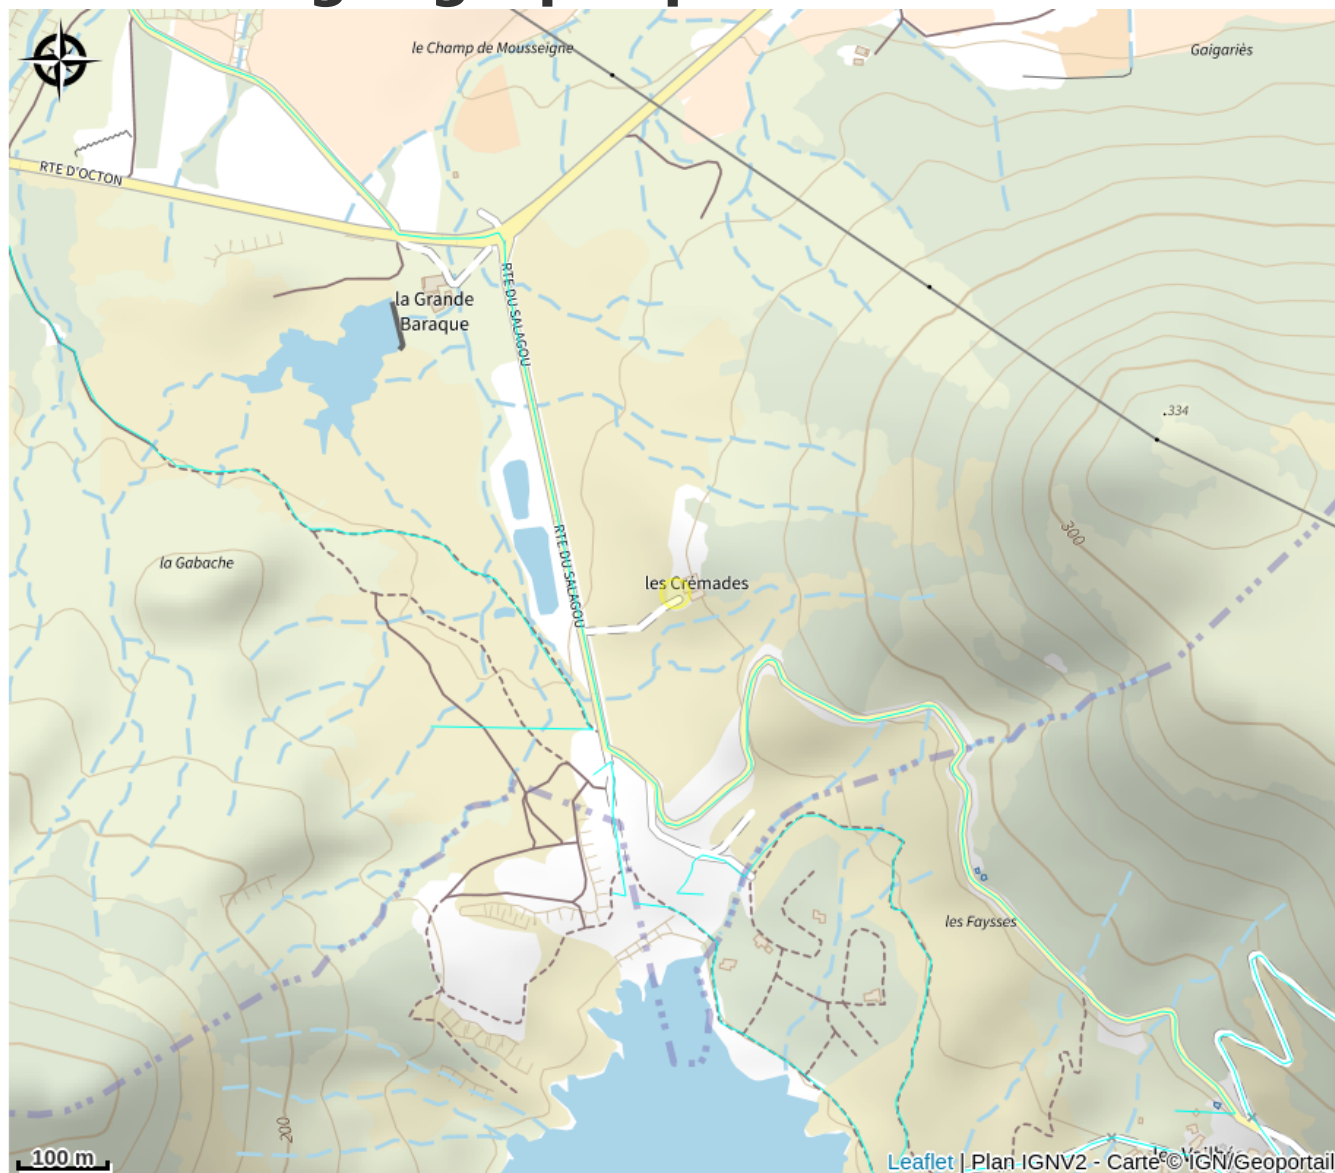 le Champ de Mousseigne
Gaigariès
RTE D'OCTON
RTE DU SALAGOU
la Grande
Baraque
.334
300
RTE DU SALAGOU
la Gabache
les Crémades
les Faysses
200
100 m
Leaflet | Plan IGNV2 - Carte © IGN/Geoportail